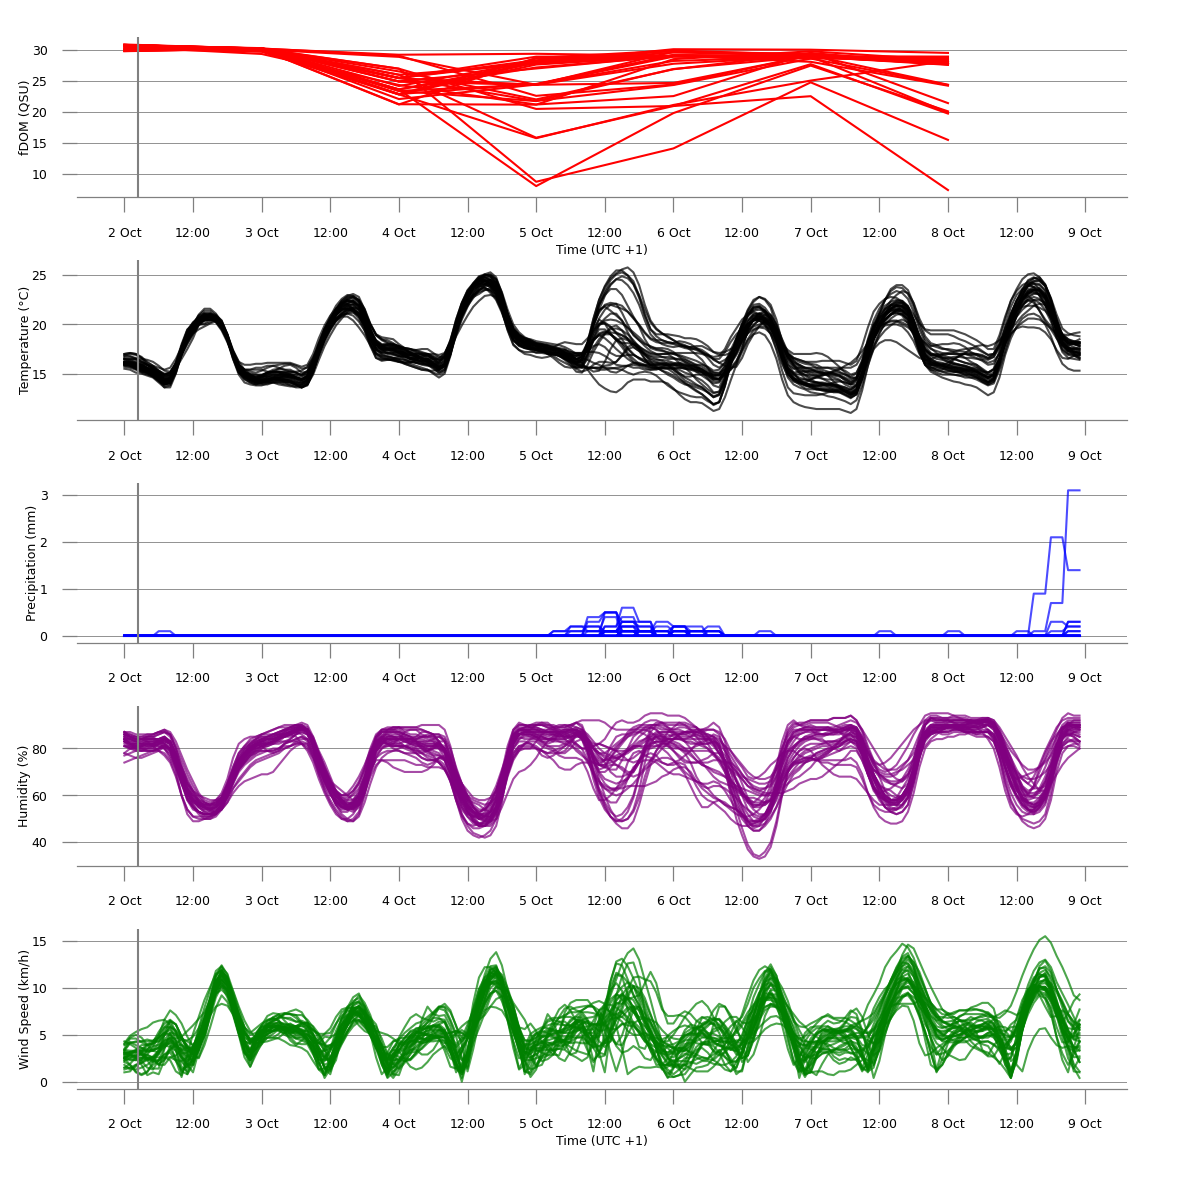 30
25
20
15
10
fDOM (QSU)
2 Oct 12:00 3 Oct 12:00 4 Oct 12:00 5 Oct 12:00 6 Oct 12:00 7 Oct 12:00 8 Oct 12:00 9 Oct
Time (UTC +1)
25
20
15
Temperature (°C)
2 Oct 12:00 3 Oct 12:00 4 Oct 12:00 5 Oct 12:00 6 Oct 12:00 7 Oct 12:00 8 Oct 12:00 9 Oct
3
2
1
0
Precipitation (mm)
2 Oct 12:00 3 Oct 12:00 4 Oct 12:00 5 Oct 12:00 6 Oct 12:00 7 Oct 12:00 8 Oct 12:00 9 Oct
80
60
40
Humidity (%)
2 Oct 12:00 3 Oct 12:00 4 Oct 12:00 5 Oct 12:00 6 Oct 12:00 7 Oct 12:00 8 Oct 12:00 9 Oct
15
10
5
0
Wind Speed (km/h)
2 Oct 12:00 3 Oct 12:00 4 Oct 12:00 5 Oct 12:00 6 Oct 12:00 7 Oct 12:00 8 Oct 12:00 9 Oct
Time (UTC +1)